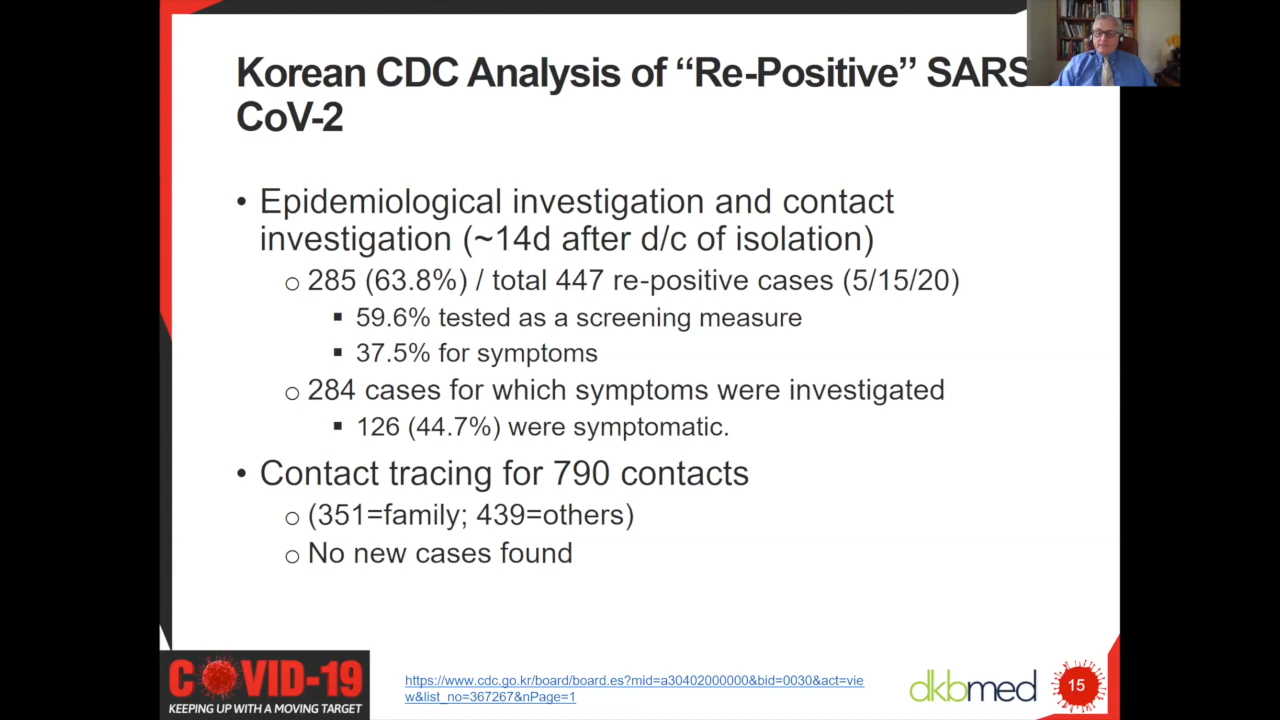 Korean CDC Analysis of “Re-Positive” SARS
CoV-2
• Epidemiological investigation and contact
investigation (~14d after d/c of isolation)
o 285 (63.8%) / total 447 re-positive cases (5/15/20)
▪ 59.6% tested as a screening measure
▪ 37.5% for symptoms
o 284 cases for which symptoms were investigated
▪ 126 (44.7%) were symptomatic.
• Contact tracing for 790 contacts
o (351=family; 439=others)
o No new cases found
COVID-19
KEEPING UP WITH A MOVING TARGET
https://www.cdc.go.kr/board/board.es?mid=a30402000000&bid=0030&act=vie
w&list_no=367267&nPage=1
dkbmed
15